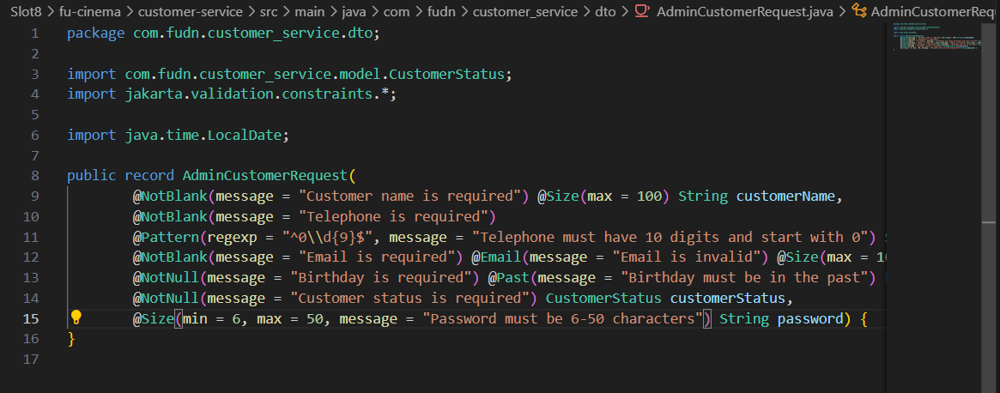 Slot8 > fu-cinema > customer-service > src > main > java > com > fudn > customer_service > dto > AdminCustomerRequest.java > AdminCustomerReq
1 package com.fudn.customer_service.dto;
2
3 import com.fudn.customer_service.model.CustomerStatus;
4 import jakarta.validation.constraints.*;
5
6 import java.time.LocalDate;
7
8 public record AdminCustomerRequest(
9 @NotBlank(message = "Customer name is required") @Size(max = 100) String customerName,
10 @NotBlank(message = "Telephone is required")
11 @Pattern(regexp = "^0\\d{9}$", message = "Telephone must have 10 digits and start with 0")
12 @NotBlank(message = "Email is required") @Email(message = "Email is invalid") @Size(max = 1
13 @NotNull(message = "Birthday is required") @Past(message = "Birthday must be in the past")
14 @NotNull(message = "Customer status is required") CustomerStatus customerStatus,
15 @Size(min = 6, max = 50, message = "Password must be 6-50 characters") String password) {
16 }
17